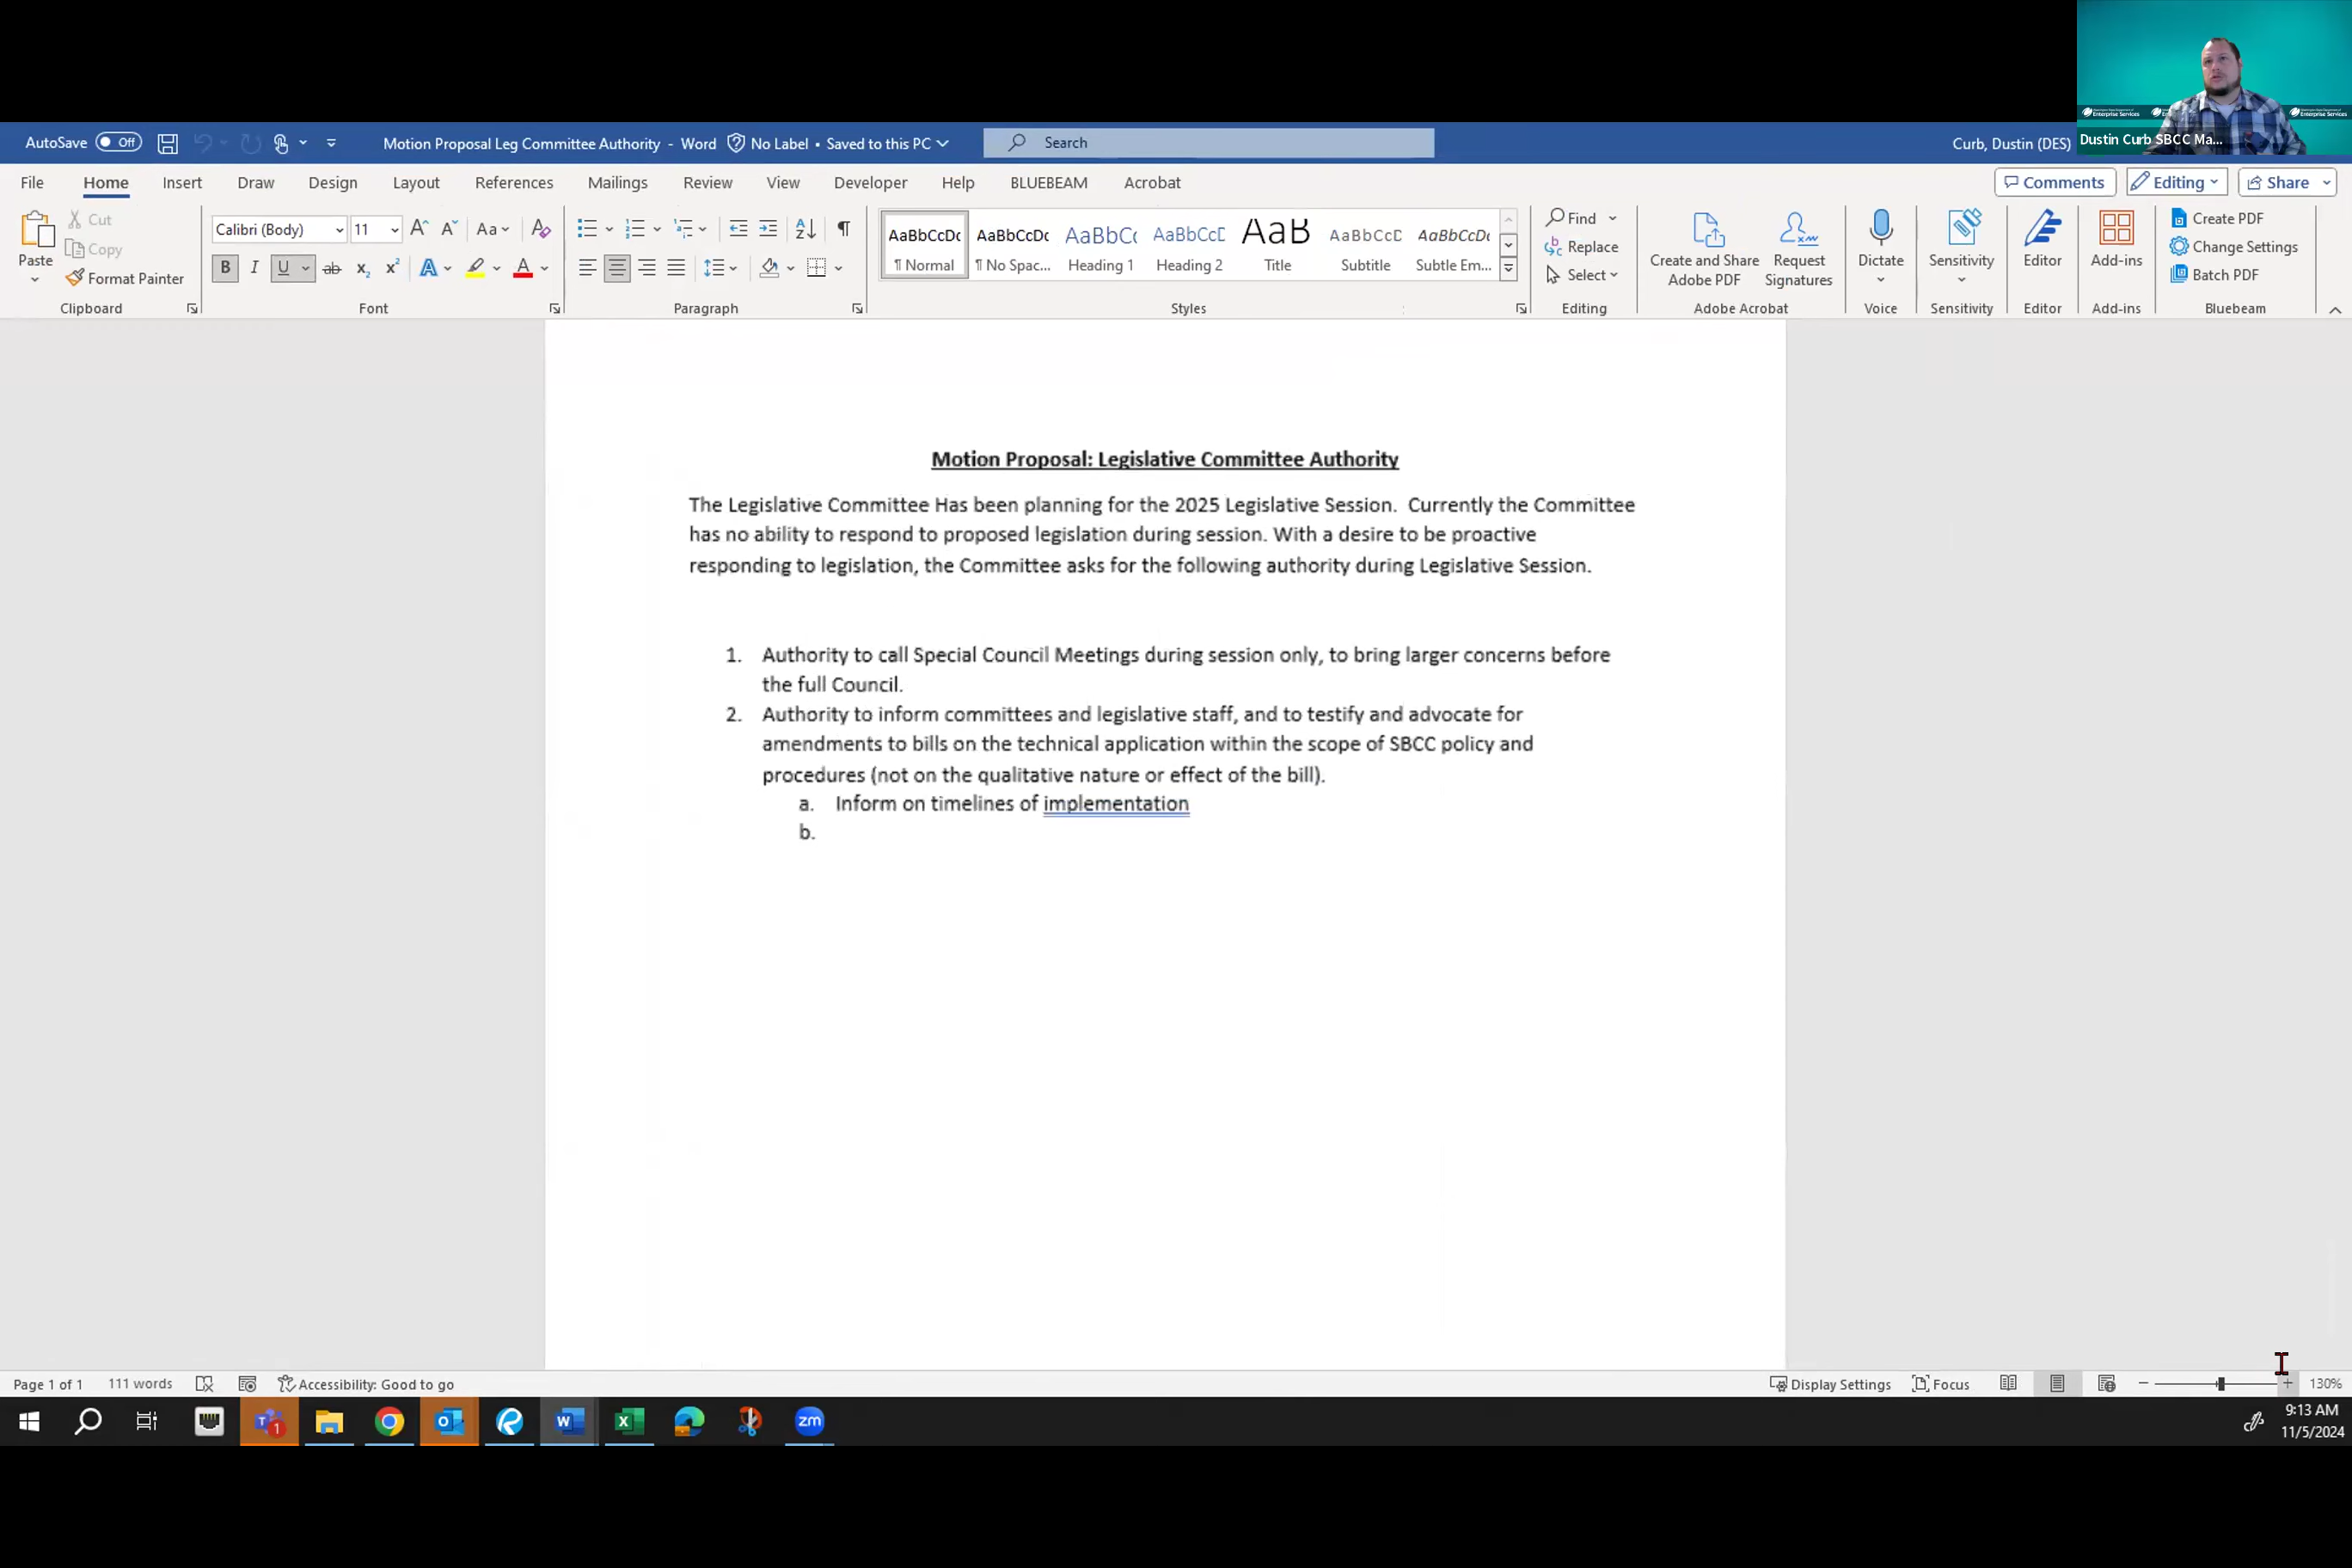 Enterprise Services
Enterprise Services
Dustin Curb SBCC Ma...
AutoSave Off
Motion Proposal Leg Committee Authority - Word No Label • Saved to this PC
Search
Curb, Dustin (DES)
File Home Insert Draw Design Layout References Mailings Review View Developer Help BLUEBEAM Acrobat
Comments Editing Share
Paste
Cut
Copy
Format Painter
Clipboard
Calibri (Body) 11 A A Aa A
B I U ab x₂ x² A A
Font
Paragraph
AaBbCcDc AaBbCcDc AaBbCc AaBbCcD AaB AaBbCcD AaBbCcDc
¶ Normal ¶ No Spac... Heading 1 Heading 2 Title Subtitle Subtle Em...
Styles
Find
Replace
Select
Editing
Create and Share
Adobe PDF
Request
Signatures
Adobe Acrobat
Dictate
Voice
Sensitivity
Sensitivity
Editor
Editor
Add-ins
Add-ins
Create PDF
Change Settings
Batch PDF
Bluebeam
Motion Proposal: Legislative Committee Authority
The Legislative Committee Has been planning for the 2025 Legislative Session. Currently the Committee
has no ability to respond to proposed legislation during session. With a desire to be proactive
responding to legislation, the Committee asks for the following authority during Legislative Session.
1. Authority to call Special Council Meetings during session only, to bring larger concerns before
the full Council.
2. Authority to inform committees and legislative staff, and to testify and advocate for
amendments to bills on the technical application within the scope of SBCC policy and
procedures (not on the qualitative nature or effect of the bill).
a. Inform on timelines of implementation
b.
Page 1 of 1 111 words Accessibility: Good to go
Display Settings Focus 130%
9:13 AM
11/5/2024